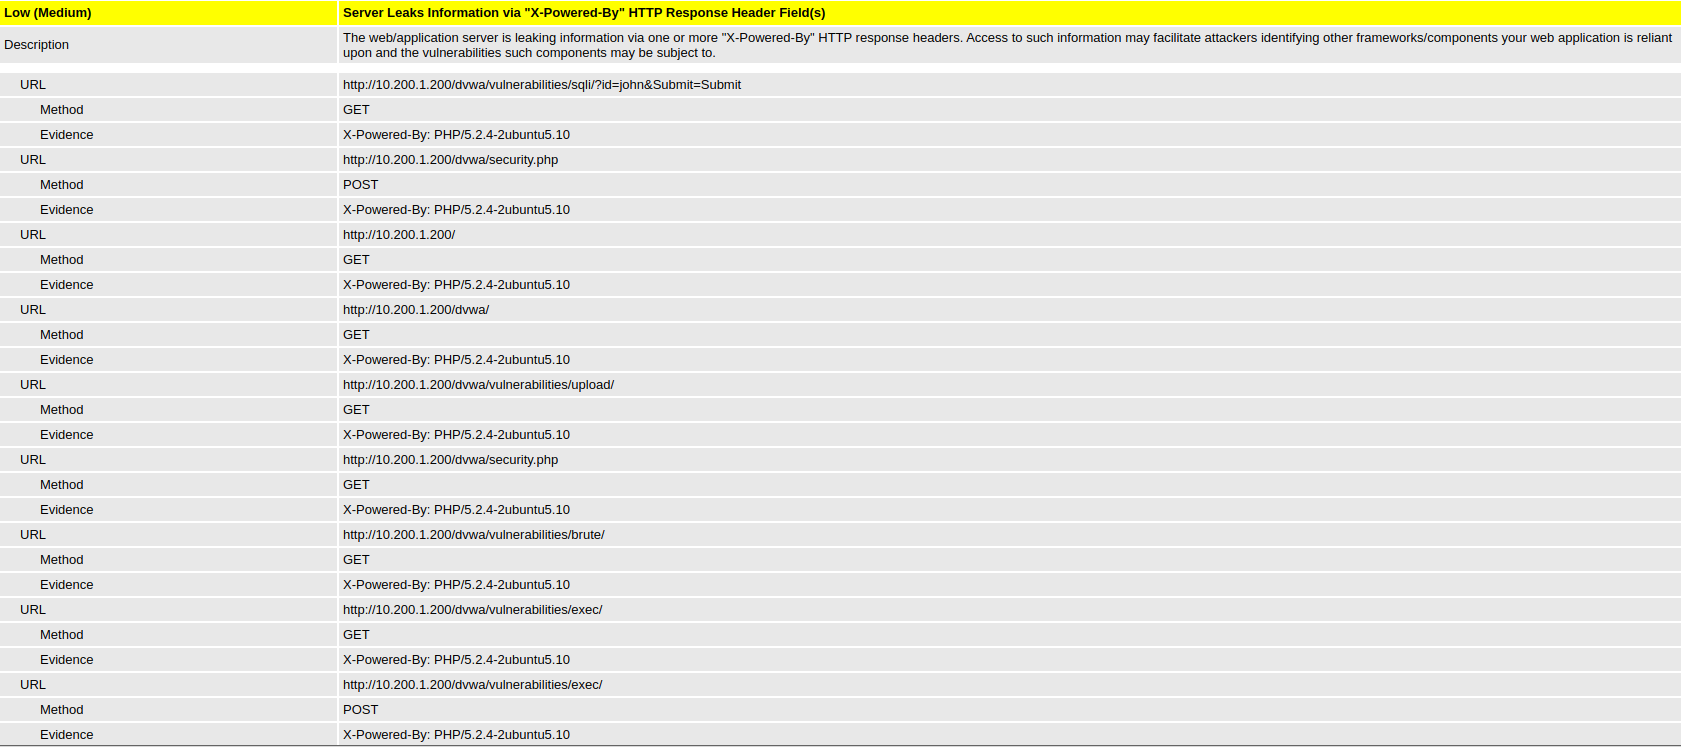 Low (Medium) Server Leaks Information via "X-Powered-By" HTTP Response Header Field(s)
Description The web/application server is leaking information via one or more "X-Powered-By" HTTP response headers. Access to such information may facilitate attackers identifying other frameworks/components your web application is reliant
upon and the vulnerabilities such components may be subject to.
URL http://10.200.1.200/dvwa/vulnerabilities/sqli/?id=john&Submit=Submit
Method GET
Evidence X-Powered-By: PHP/5.2.4-2ubuntu5.10
URL http://10.200.1.200/dvwa/security.php
Method POST
Evidence X-Powered-By: PHP/5.2.4-2ubuntu5.10
URL http://10.200.1.200/
Method GET
Evidence X-Powered-By: PHP/5.2.4-2ubuntu5.10
URL http://10.200.1.200/dvwa/
Method GET
Evidence X-Powered-By: PHP/5.2.4-2ubuntu5.10
URL http://10.200.1.200/dvwa/vulnerabilities/upload/
Method GET
Evidence X-Powered-By: PHP/5.2.4-2ubuntu5.10
URL http://10.200.1.200/dvwa/security.php
Method GET
Evidence X-Powered-By: PHP/5.2.4-2ubuntu5.10
URL http://10.200.1.200/dvwa/vulnerabilities/brute/
Method GET
Evidence X-Powered-By: PHP/5.2.4-2ubuntu5.10
URL http://10.200.1.200/dvwa/vulnerabilities/exec/
Method GET
Evidence X-Powered-By: PHP/5.2.4-2ubuntu5.10
URL http://10.200.1.200/dvwa/vulnerabilities/exec/
Method POST
Evidence X-Powered-By: PHP/5.2.4-2ubuntu5.10